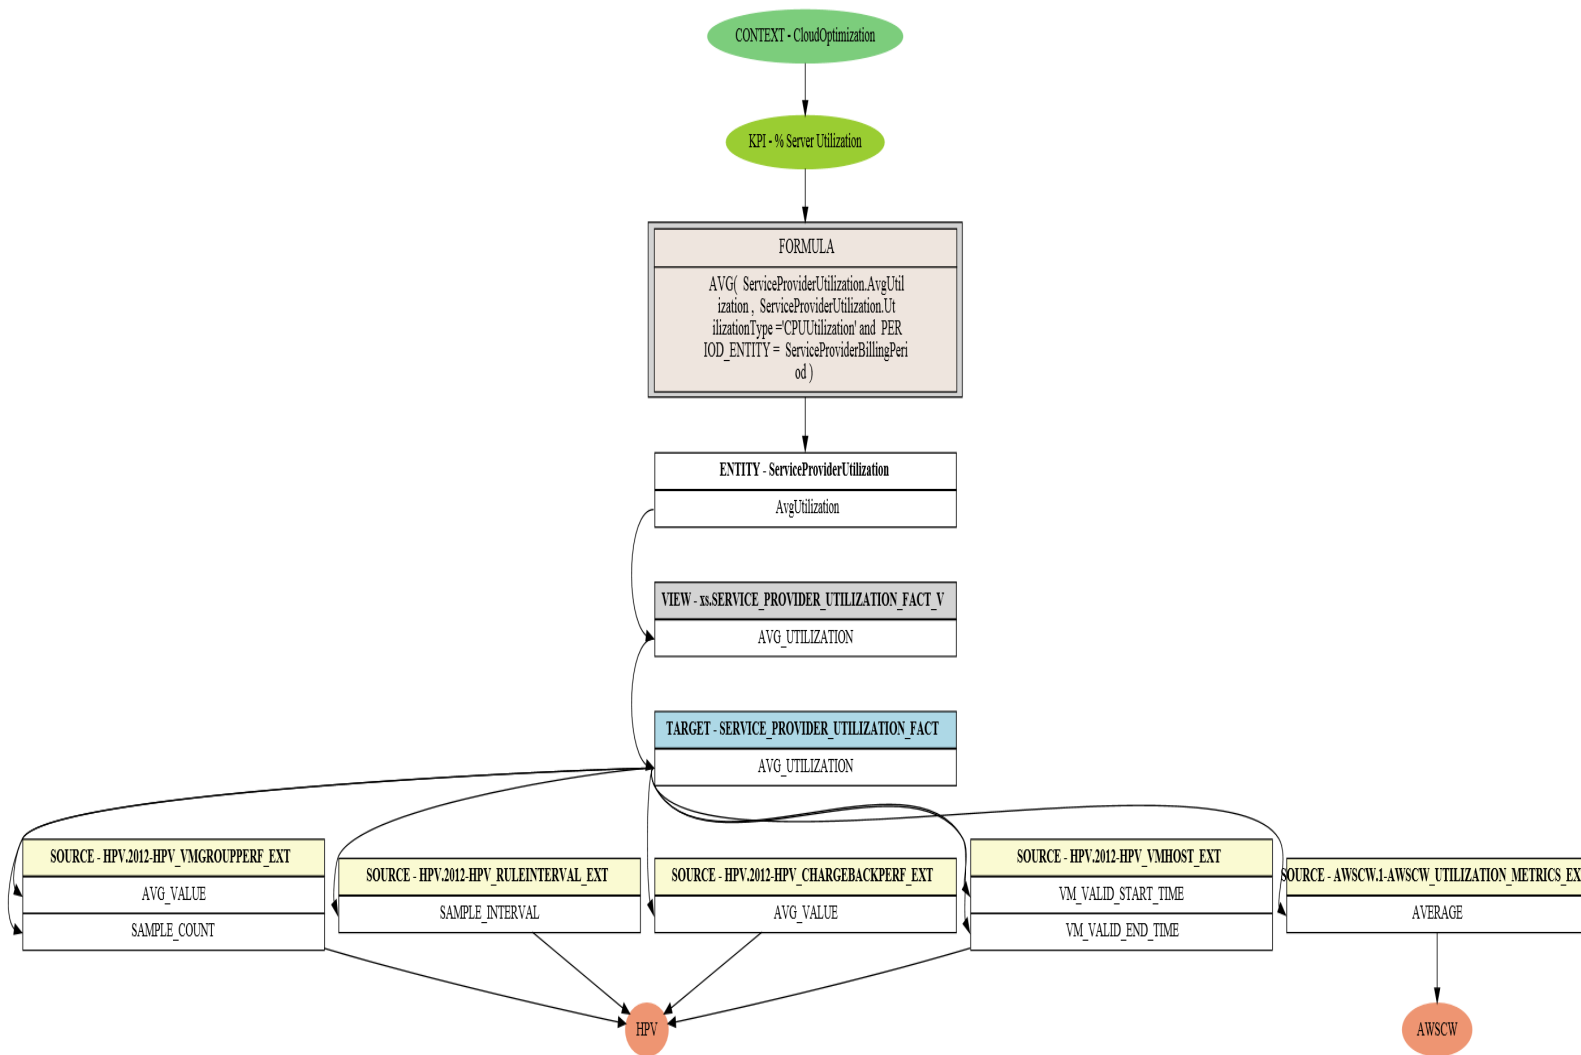 CONTEXT - CloudOptimization
KPI - % Server Utilization
FORMULA
AVG( ServiceProviderUtilization.AvgUtil
ization , ServiceProviderUtilization.Ut
ilizationType ='CPUUtilization' and PER
IOD_ENTITY = ServiceProviderBillingPeri
od )
ENTITY - ServiceProviderUtilization
AvgUtilization
VIEW - xs.SERVICE_PROVIDER_UTILIZATION_FACT_V
AVG_UTILIZATION
TARGET - SERVICE_PROVIDER_UTILIZATION_FACT
AVG_UTILIZATION
SOURCE - HPV.2012-HPV_VMGROUPPERF_EXT
AVG_VALUE
SAMPLE_COUNT
SOURCE - HPV.2012-HPV_RULEINTERVAL_EXT
SAMPLE_INTERVAL
SOURCE - HPV.2012-HPV_CHARGEBACKPERF_EXT
AVG_VALUE
SOURCE - HPV.2012-HPV_VMHOST_EXT
VM_VALID_START_TIME
VM_VALID_END_TIME
SOURCE - AWSCW.1-AWSCW_UTILIZATION_METRICS_EX
AVERAGE
HPV
AWSCW